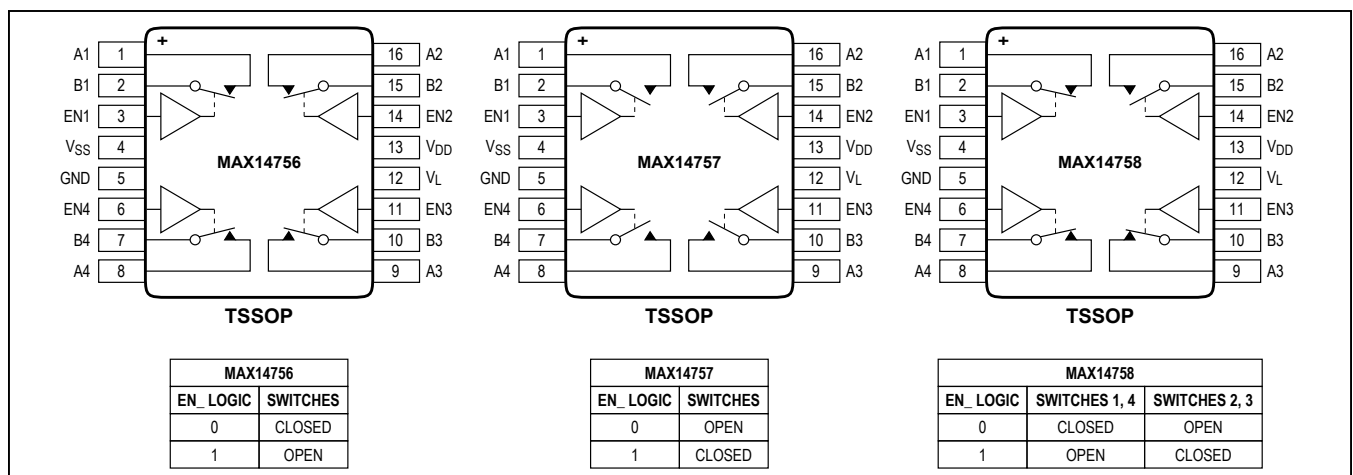 +
A1 1 16 A2
B1 2 15 B2
EN1 3 14 EN2
VSS 4 13 VDD
MAX14756
GND 5 12 VL
EN4 6 11 EN3
B4 7 10 B3
A4 8 9 A3
TSSOP
+
A1 1 16 A2
B1 2 15 B2
EN1 3 14 EN2
VSS 4 13 VDD
MAX14757
GND 5 12 VL
EN4 6 11 EN3
B4 7 10 B3
A4 8 9 A3
TSSOP
+
A1 1 16 A2
B1 2 15 B2
EN1 3 14 EN2
VSS 4 13 VDD
MAX14758
GND 5 12 VL
EN4 6 11 EN3
B4 7 10 B3
A4 8 9 A3
TSSOP
MAX14756
EN_ LOGIC SWITCHES
0 CLOSED
1 OPEN
MAX14757
EN_ LOGIC SWITCHES
0 OPEN
1 CLOSED
MAX14758
EN_ LOGIC SWITCHES 1, 4 SWITCHES 2, 3
0 CLOSED OPEN
1 OPEN CLOSED